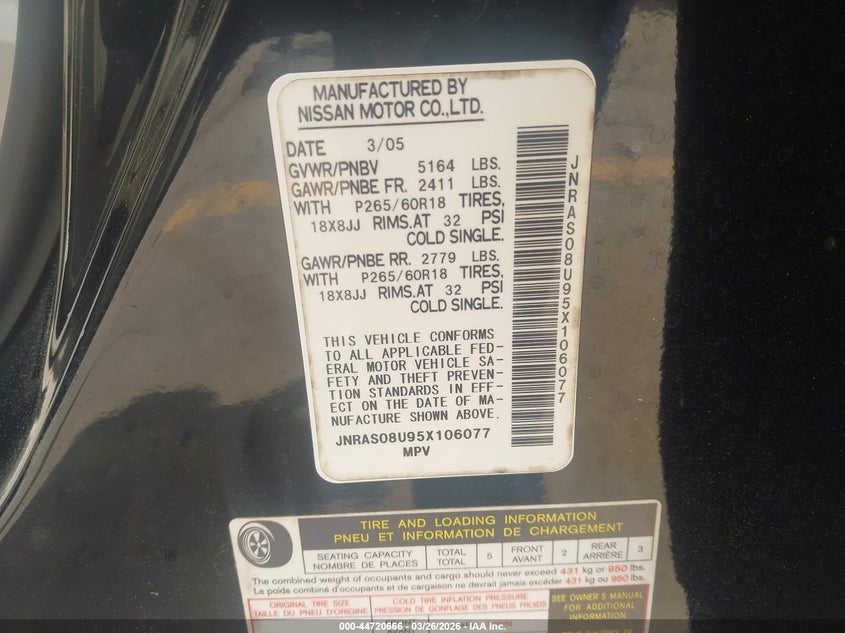 MANUFACTURED BY
NISSAN MOTOR CO.,LTD.
DATE 3/05
GVWR/PNBV 5164 LBS.
GAWR/PNBE FR. 2411 LBS.
WITH P265/60R18 TIRES,
18X8JJ RIMS.AT 32 PSI
COLD SINGLE.
GAWR/PNBE RR. 2779 LBS.
WITH P265/60R18 TIRES,
18X8JJ RIMS.AT 32 PSI
COLD SINGLE.
THIS VEHICLE CONFORMS
TO ALL APPLICABLE FED-
ERAL MOTOR VEHICLE SA-
FETY AND THEFT PREVEN-
TION STANDARDS IN EFF-
ECT ON THE DATE OF MA-
NUFACTURE SHOWN ABOVE.
JNRAS08U95X106077
MPV
JNRAS08U95X106077
TIRE AND LOADING INFORMATION
PNEU ET INFORMATION DE CHARGEMENT
SEATING CAPACITY TOTAL 5 FRONT 2 REAR 3
NOMBRE DE PLACES TOTAL AVANT ARRIÈRE
The combined weight of occupants and cargo should never exceed 431 kg or 950 lbs.
Le poids combiné des occupants et du chargement ne devrait jamais excéder 431 kg ou 950 lbs.
ORIGINAL TIRE SIZE COLD TIRE INFLATION PRESSURE
TAILLE DU PNEU D'ORIGINE PRESSION DE GONFLAGE DES PNEUS FROIDS
SEE OWNER'S MANUAL
FOR ADDITIONAL
INFORMATION
000-44720666 - 03/26/2026 - IAA Inc.